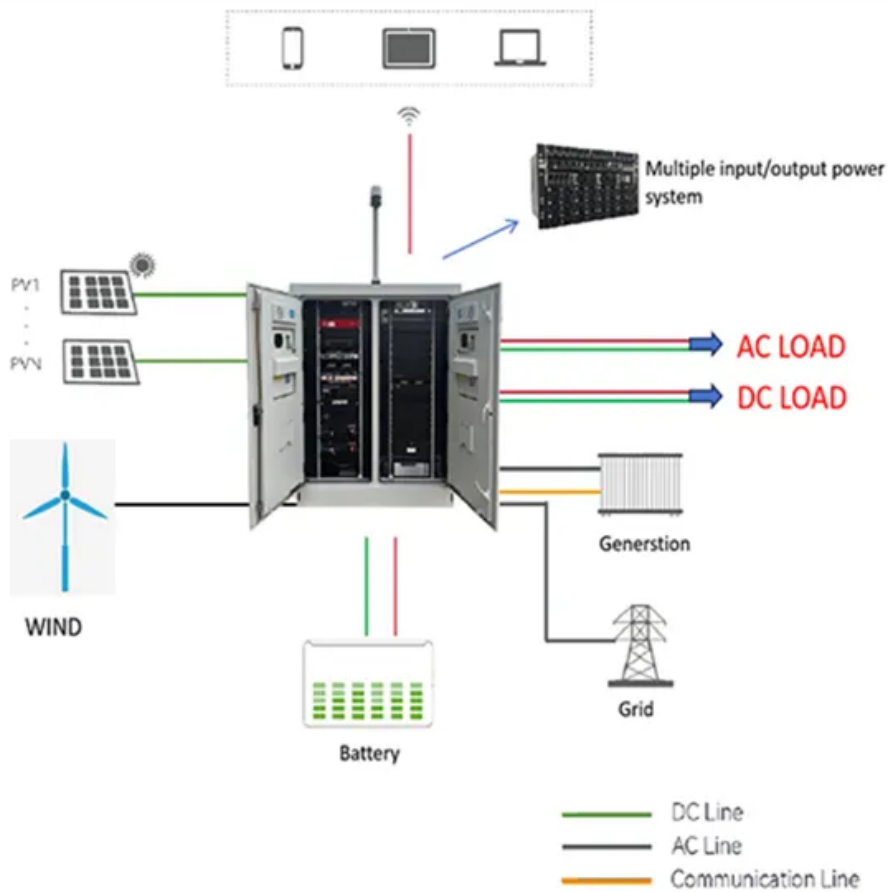 Multiple input/output power
system
PV1
PVN
AC LOAD
DC LOAD
Generstion
WIND
Grid
Battery
DC Line
AC Line
Communication Line